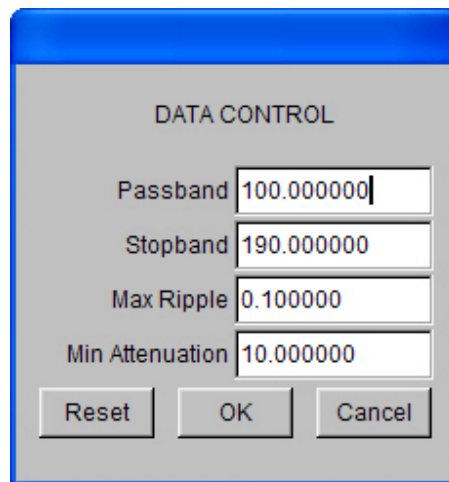 DATA CONTROL
Passband 100.000000
Stopband 190.000000
Max Ripple 0.100000
Min Attenuation 10.000000
Reset OK Cancel